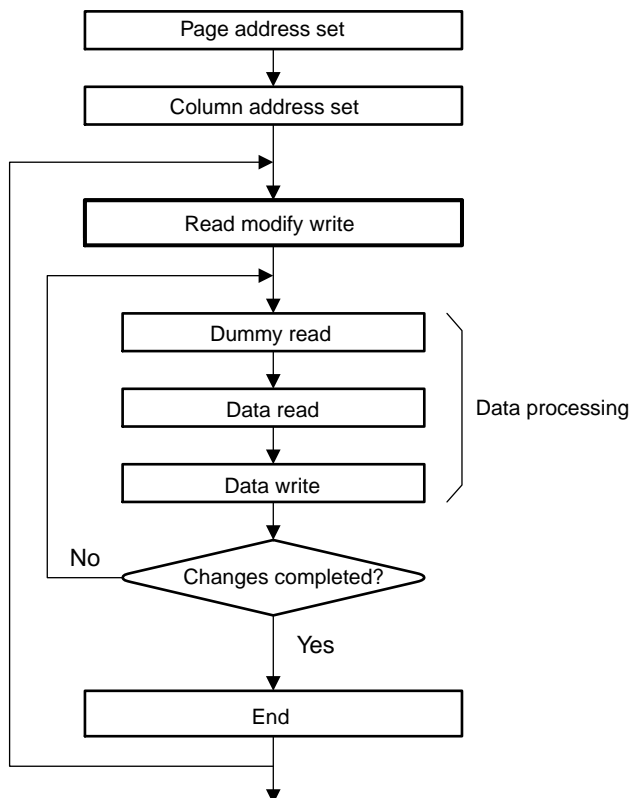 Page address set
Column address set
Read modify write
Dummy read
Data read
Data processing
Data write
No
Changes completed?
Yes
End